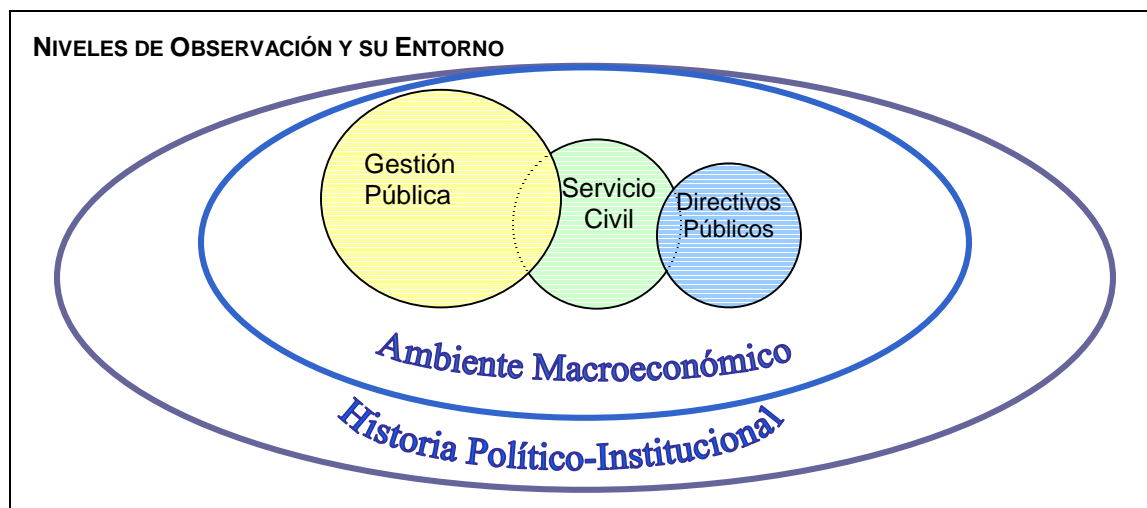 NIVELES DE OBSERVACIÓN Y SU ENTORNO
Gestión
Pública
Servicio
Civil
Directivos
Públicos
Ambiente Macroeconómico
Historia Político-Institucional